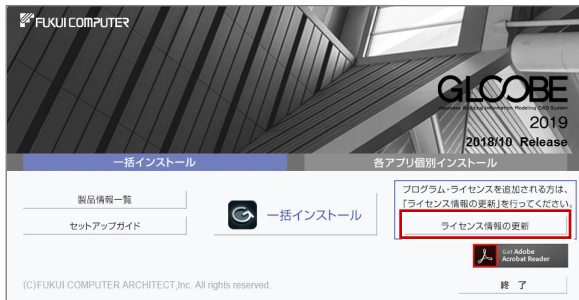 FUKUI COMPUTER
GLOOBE
Japanese Building Information Modeling CAD System
2019
2018/10 Release
一括インストール
各アプリ個別インストール
製品情報一覧
セットアップガイド
一括インストール
プログラム・ライセンスを追加される方は、
「ライセンス情報の更新」を行ってください。
ライセンス情報の更新
Get Adobe
Acrobat Reader
(C)FUKUI COMPUTER ARCHITECT,Inc. All rights reserved.
終 了